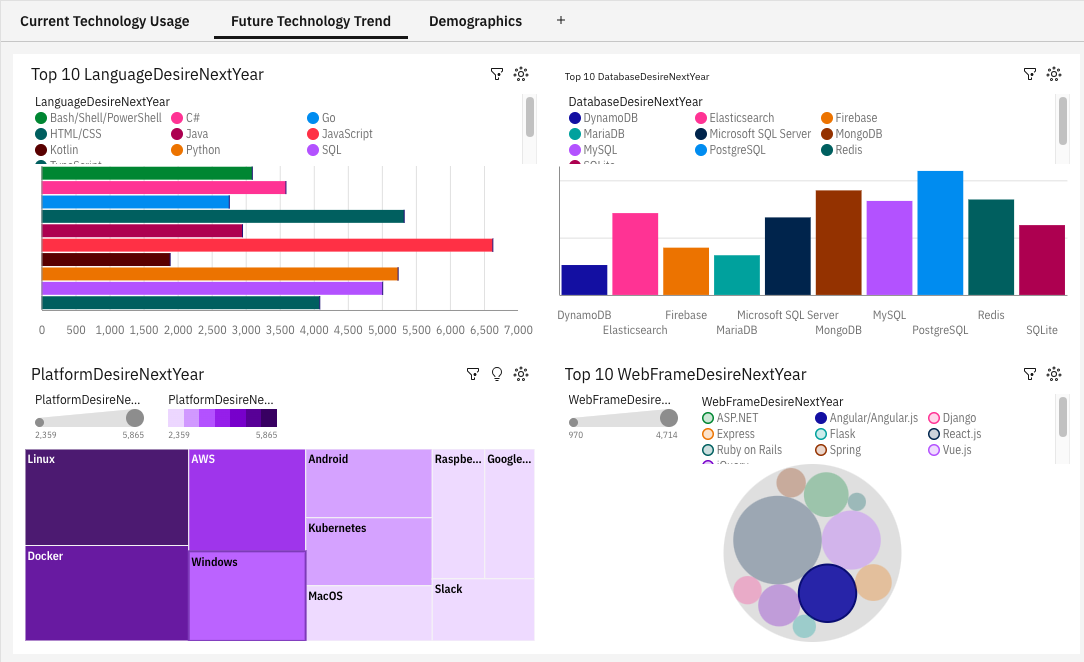 Current Technology Usage Future Technology Trend Demographics +
Top 10 LanguageDesireNextYear
LanguageDesireNextYear
Bash/Shell/PowerShell C# Go
HTML/CSS Java JavaScript
Kotlin Python SQL
TypeScript
0 500 1,000 1,500 2,000 2,500 3,000 3,500 4,000 4,500 5,000 5,500 6,000 6,500 7,000
Top 10 DatabaseDesireNextYear
DatabaseDesireNextYear
DynamoDB Elasticsearch Firebase
MariaDB Microsoft SQL Server MongoDB
MySQL PostgreSQL Redis
SQLite
DynamoDB Firebase Microsoft SQL Server MySQL Redis
Elasticsearch MariaDB MongoDB PostgreSQL SQLite
PlatformDesireNextYear
PlatformDesireNe... PlatformDesireNe...
2,359 5,865 2,359 5,865
Linux AWS Android Raspbe... Google...
Kubernetes
Docker Windows
MacOS Slack
Top 10 WebFrameDesireNextYear
WebFrameDesire... WebFrameDesireNextYear
970 4,714
ASP.NET Angular/Angular.js Django
Express Flask React.js
Ruby on Rails Spring Vue.js
jQuery